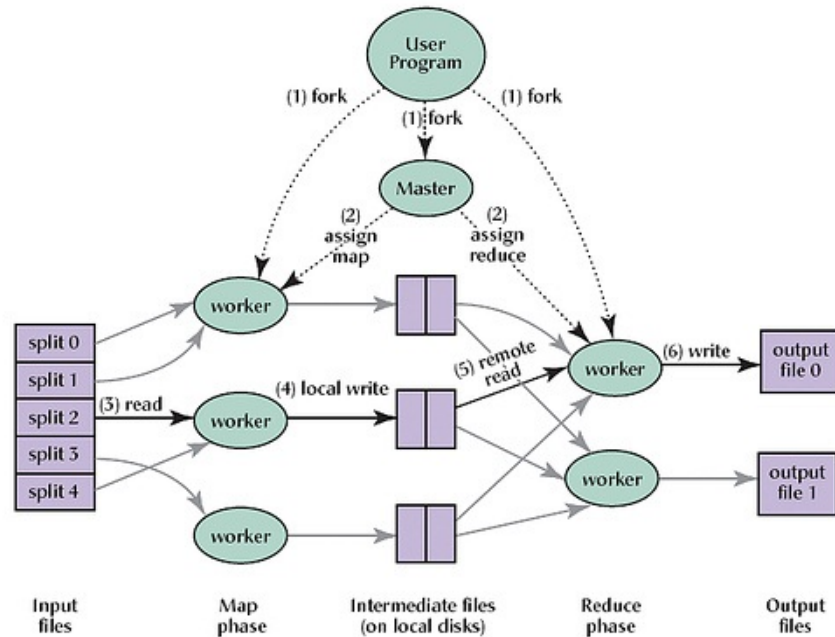 User
Program
(1) fork
(1) fork
(1) fork
Master
(2)
assign
map
(2)
assign
reduce
worker
split 0
split 1
split 2
split 3
split 4
(3) read
worker
(4) local write
(5) remote
read
worker
(6) write
output
file 0
worker
worker
output
file 1
Input
files
Map
phase
Intermediate files
(on local disks)
Reduce
phase
Output
files